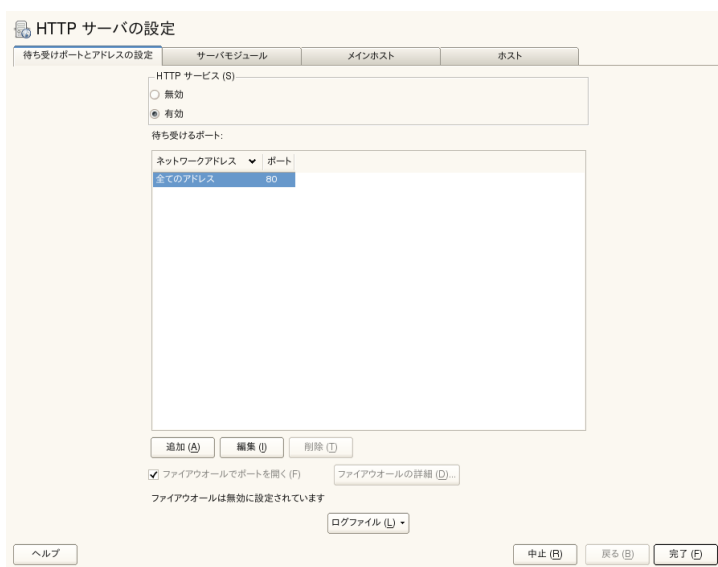 HTTP サーバの設定
待ち受けポートとアドレスの設定 サーバモジュール メインホスト ホスト
HTTP サービス (S)
無効
有効
待ち受けるポート:
ネットワークアドレス ポート
全てのアドレス 80
追加 (A) 編集 (I) 削除 (T)
ファイアウオールでポートを開く (F) ファイアウオールの詳細 (D)...
ファイアウオールは無効に設定されています
ログファイル (L)
ヘルプ 中止 (R) 戻る (B) 完了 (F)